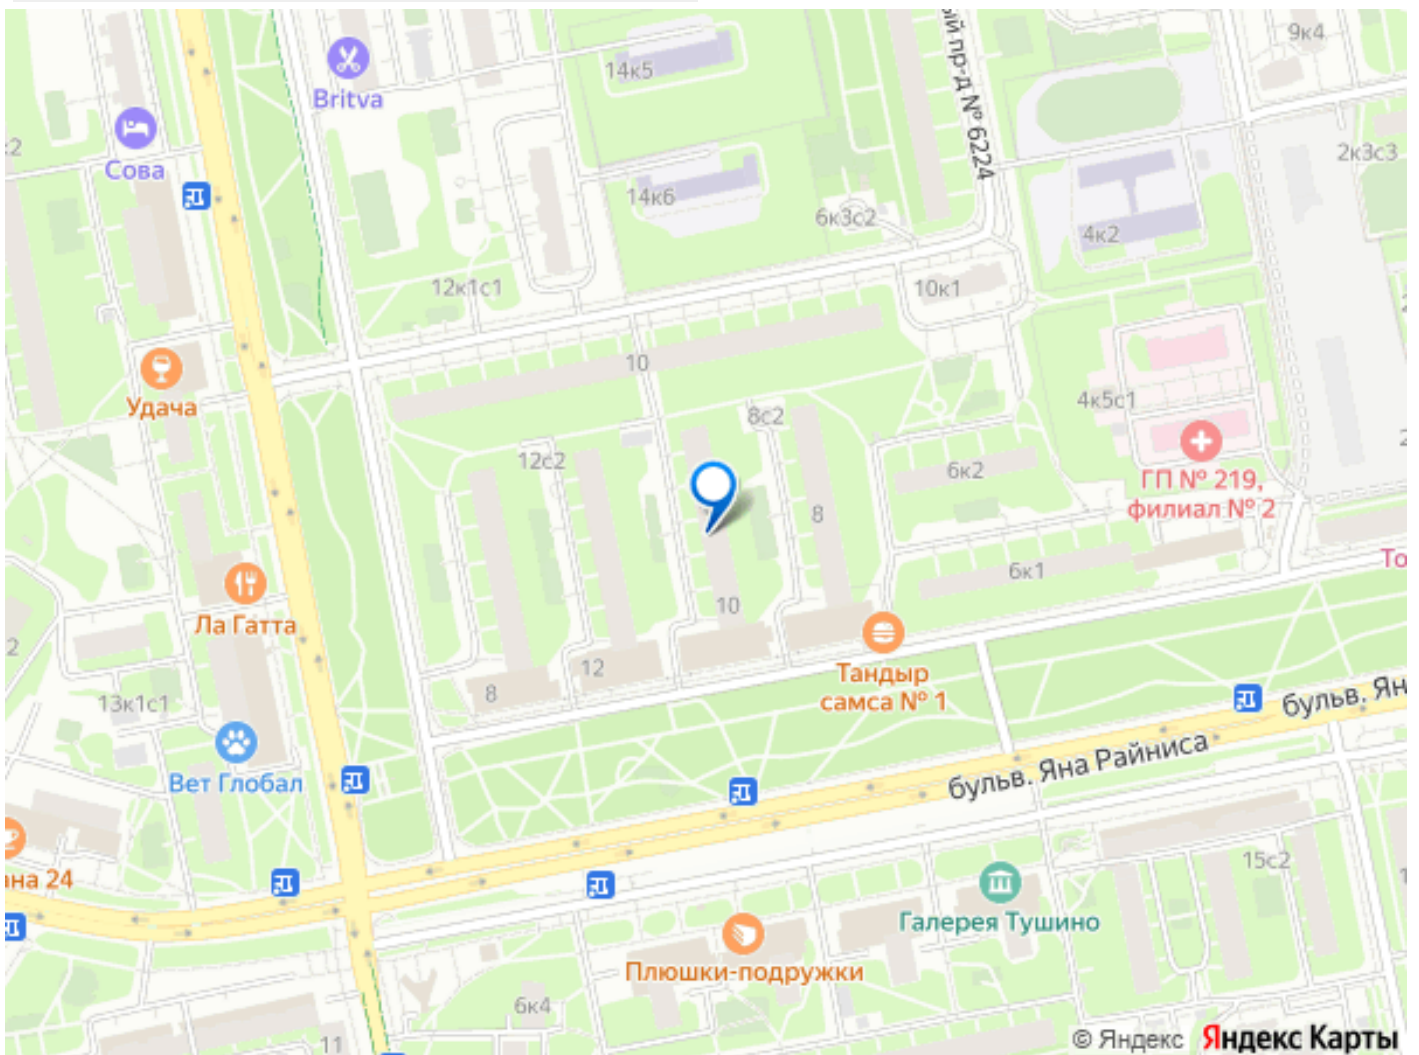 9к4
ый пр-д № 6224
14к5
Britva
2к3с3
Сова
14к6
6к3с2
4к2
12к1с1
10к1
10
Удача
4к5с1
8с2
12с2
6к2
ГП № 219,
филиал № 2
8
6к1
То
10
Ла Гатта
12
Тандыр
самса № 1
8
13к1с1
бульв. Ян
бульв. Яна Райниса
Вет Глобал
15с2
на 24
Галерея Тушино
Плюшки-подружки
6к4
11
© Яндекс Яндекс Карты